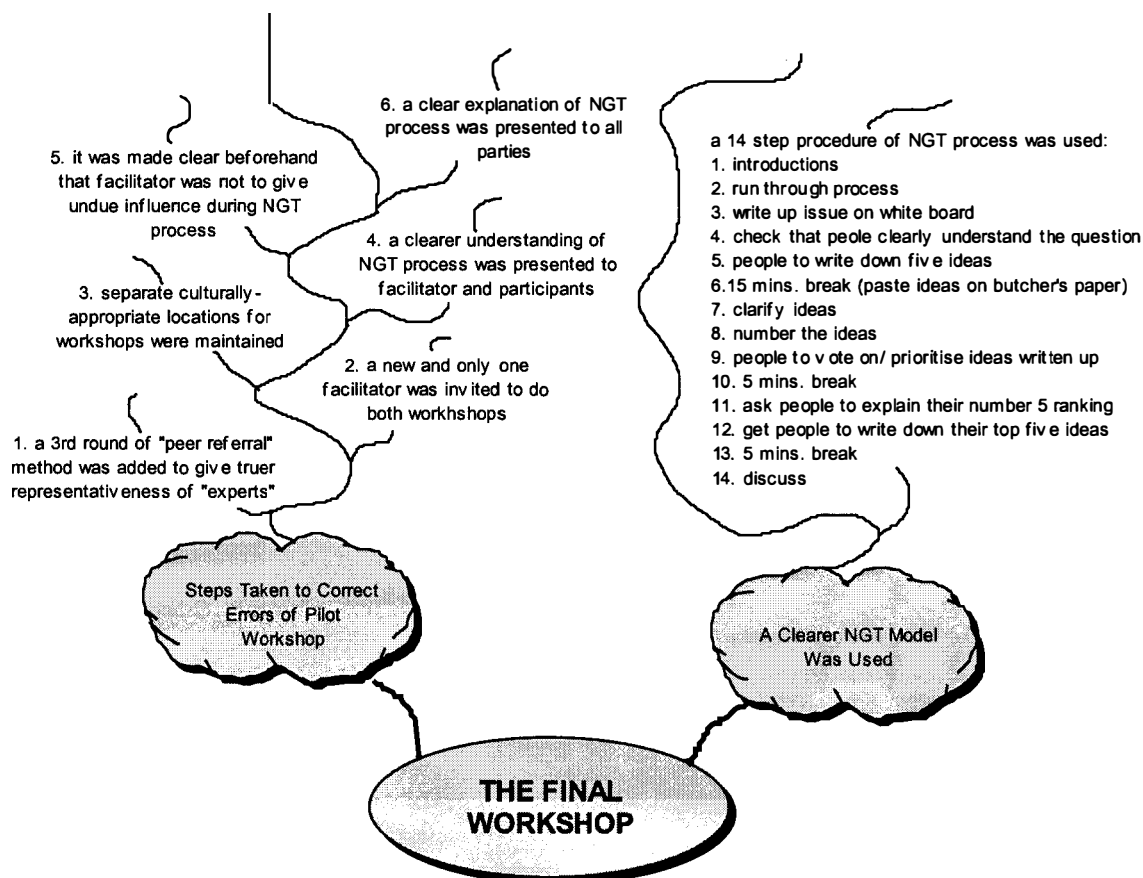 6. a clear explanation of NGT
process was presented to all
parties
5. it was made clear beforehand
that facilitator was not to give
undue influence during NGT
process
4. a clearer understanding of
NGT process was presented to
facilitator and participants
3. separate culturally-
appropriate locations for
workshops were maintained
2. a new and only one
facilitator was invited to do
both workhshops
1. a 3rd round of "peer referral"
method was added to give truer
representativeness of "experts"
Steps Taken to Correct
Errors of Pilot
Workshop
a 14 step procedure of NGT process was used:
1. introductions
2. run through process
3. write up issue on white board
4. check that peole clearly understand the question
5. people to write down five ideas
6.15 mins. break (paste ideas on butcher's paper)
7. clarify ideas
8. number the ideas
9. people to vote on/ prioritise ideas written up
10. 5 mins. break
11. ask people to explain their number 5 ranking
12. get people to write down their top five ideas
13. 5 mins. break
14. discuss
A Clearer NGT Model
Was Used
THE FINAL
WORKSHOP